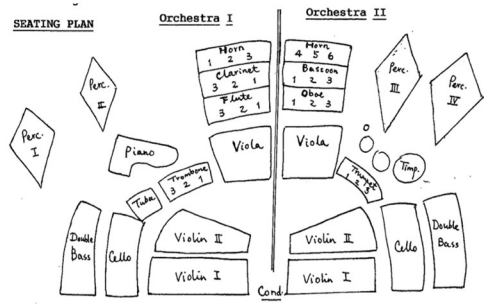 SEATING PLAN
Orchestra I
Orchestra II
Horn
1 2 3
Clarinet
3 2 1
Flute
3 2 1
Horn
4 5 6
Bassoon
1 2 3
Oboe
1 2 3
Perc. I
Perc. II
Perc. III
Perc. IV
Piano
Viola
Viola
Timp.
Tuba
Trombone
3 2 1
Trumpet
1 2 3
Double Bass
Cello
Violin II
Violin I
Cond.
Violin II
Violin I
Cello
Double Bass